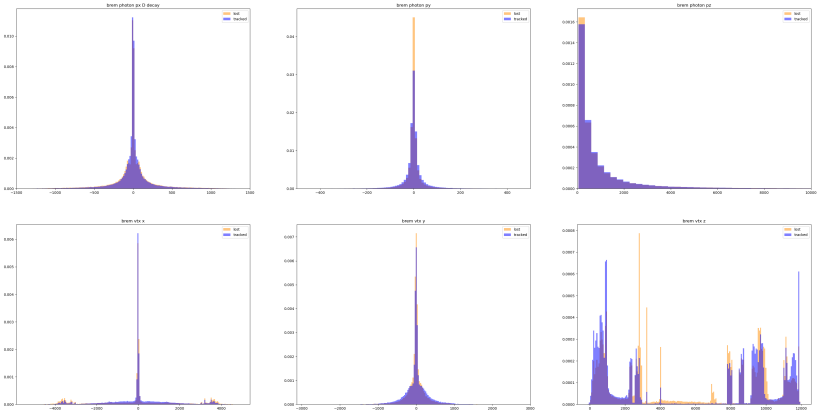 brem photon px D decay
lost
tracked
0.010
0.008
0.006
0.004
0.002
0.000
−1500 −1000 −500 0 500 1000 1500
brem photon py
lost
tracked
0.04
0.03
0.02
0.01
0.00
−400 −200 0 200 400
brem photon pz
lost
tracked
0.0016
0.0014
0.0012
0.0010
0.0008
0.0006
0.0004
0.0002
0.0000
0 2000 4000 6000 8000 10000
brem vtx x
lost
tracked
0.006
0.005
0.004
0.003
0.002
0.001
0.000
−4000 −2000 0 2000 4000
brem vtx y
lost
tracked
0.007
0.006
0.005
0.004
0.003
0.002
0.001
0.000
−3000 −2000 −1000 0 1000 2000 3000
brem vtx z
lost
tracked
0.0008
0.0007
0.0006
0.0005
0.0004
0.0003
0.0002
0.0001
0.0000
0 2000 4000 6000 8000 10000 12000